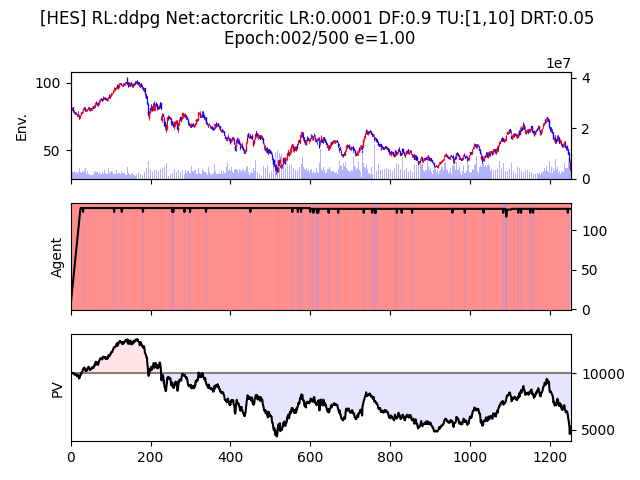 [HES] RL:ddpg Net:actorcritic LR:0.0001 DF:0.9 TU:[1,10] DRT:0.05
Epoch:002/500 e=1.00
1e7
100
50
Env.
4
2
0
Agent
100
50
0
PV
10000
5000
0 200 400 600 800 1000 1200